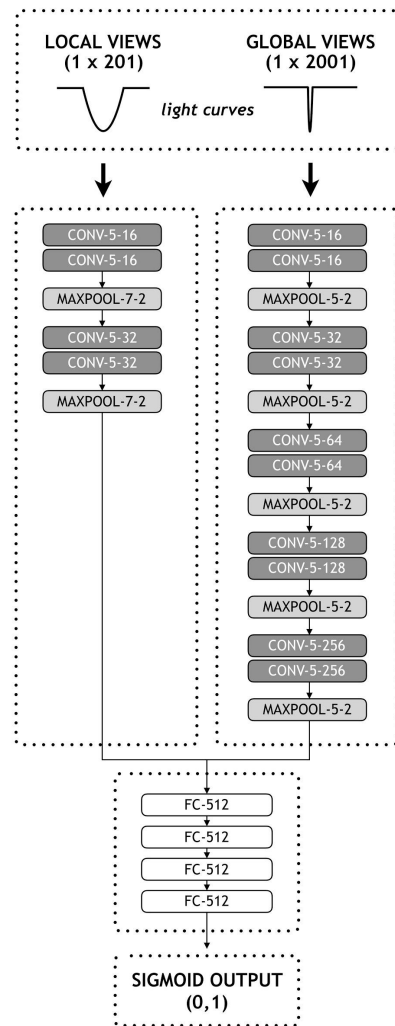 LOCAL VIEWS
(1 x 201)
GLOBAL VIEWS
(1 x 2001)
light curves
CONV-5-16
CONV-5-16
MAXPOOL-7-2
CONV-5-32
CONV-5-32
MAXPOOL-7-2
CONV-5-16
CONV-5-16
MAXPOOL-5-2
CONV-5-32
CONV-5-32
MAXPOOL-5-2
CONV-5-64
CONV-5-64
MAXPOOL-5-2
CONV-5-128
CONV-5-128
MAXPOOL-5-2
CONV-5-256
CONV-5-256
MAXPOOL-5-2
FC-512
FC-512
FC-512
FC-512
SIGMOID OUTPUT
(0,1)